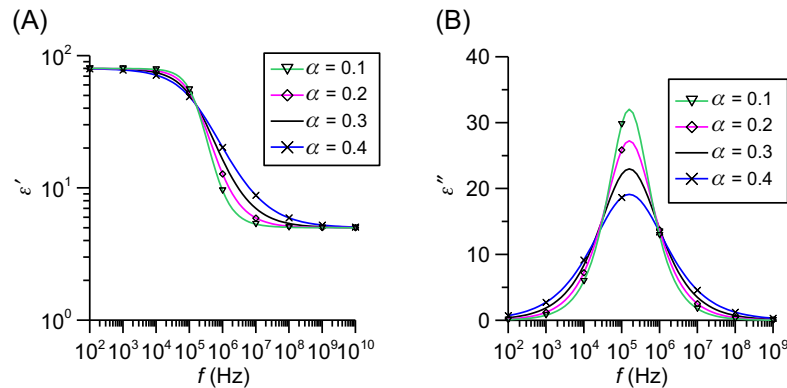 (A)
ε′
10²
10¹
10⁰
10² 10³ 10⁴ 10⁵ 10⁶ 10⁷ 10⁸ 10⁹ 10¹⁰
f (Hz)
α = 0.1
α = 0.2
α = 0.3
α = 0.4
(B)
ε″
40
30
20
10
0
10² 10³ 10⁴ 10⁵ 10⁶ 10⁷ 10⁸ 10⁹
f (Hz)
α = 0.1
α = 0.2
α = 0.3
α = 0.4